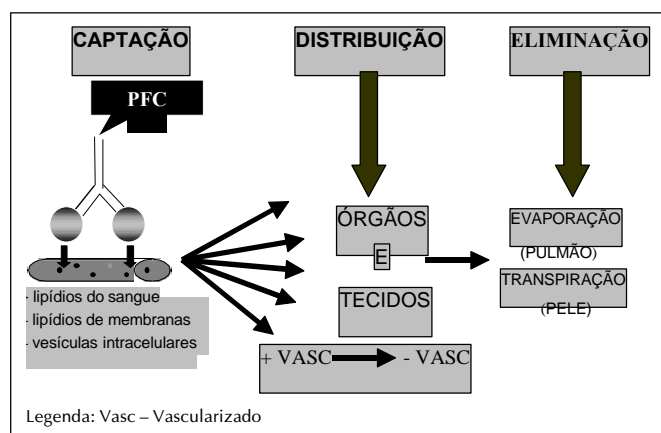 CAPTAÇÃO
DISTRIBUIÇÃO
ELIMINAÇÃO
PFC
- lipídios do sangue
- lipídios de membranas
- vesículas intracelulares
ÓRGÃOS
E
TECIDOS
+ VASC - VASC
EVAPORAÇÃO
(PULMÃO)
TRANSPIRAÇÃO
(PELE)
Legenda: Vasc – Vascularizado